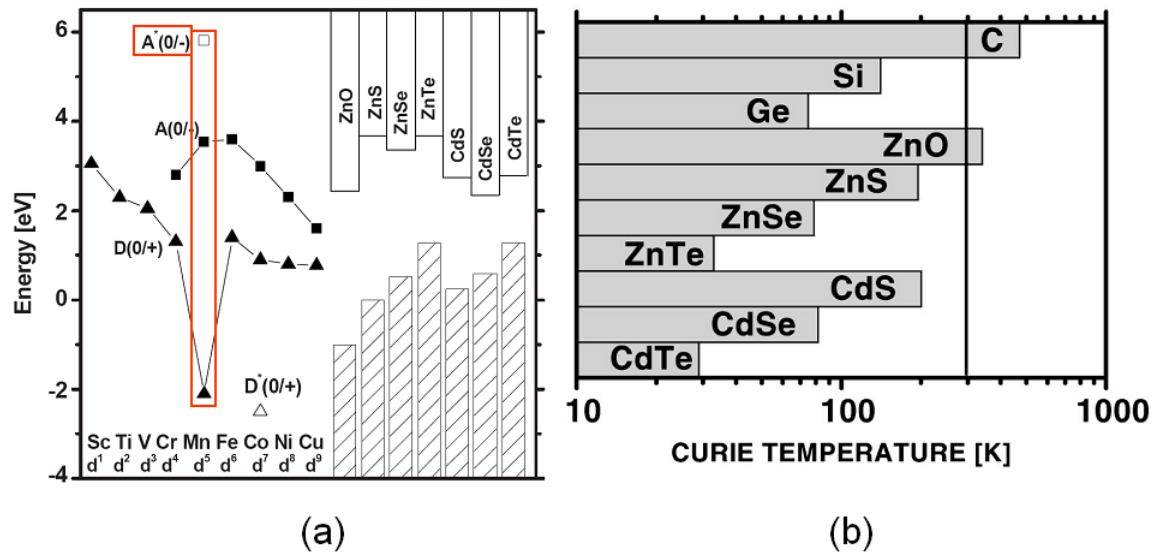 6
4
2
0
-2
-4
Energy [eV]
A*(0/-)
A(0/-)
D(0/+)
D*(0/+)
Sc Ti V Cr Mn Fe Co Ni Cu
d¹ d² d³ d⁴ d⁵ d⁶ d⁷ d⁸ d⁹
ZnO
ZnS
ZnSe
ZnTe
CdS
CdSe
CdTe
(a)
C
Si
Ge
ZnO
ZnS
ZnSe
ZnTe
CdS
CdSe
CdTe
10 100 1000
CURIE TEMPERATURE [K]
(b)